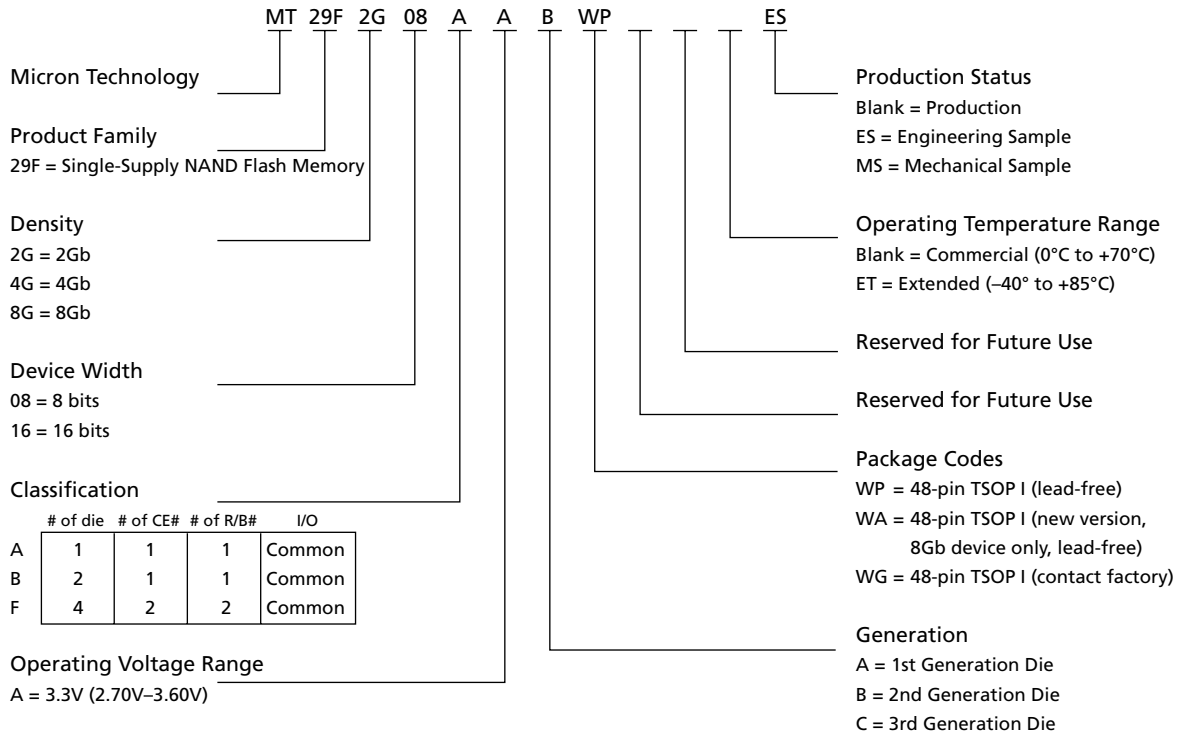 MT 29F 2G 08 A A B WP ES
Micron Technology
Product Family
29F = Single-Supply NAND Flash Memory
Density
2G = 2Gb
4G = 4Gb
8G = 8Gb
Device Width
08 = 8 bits
16 = 16 bits
Classification
# of die # of CE# # of R/B# I/O
A 1 1 1 Common
B 2 1 1 Common
F 4 2 2 Common
Operating Voltage Range
A = 3.3V (2.70V–3.60V)
Production Status
Blank = Production
ES = Engineering Sample
MS = Mechanical Sample
Operating Temperature Range
Blank = Commercial (0°C to +70°C)
ET = Extended (–40° to +85°C)
Reserved for Future Use
Reserved for Future Use
Package Codes
WP = 48-pin TSOP I (lead-free)
WA = 48-pin TSOP I (new version,
8Gb device only, lead-free)
WG = 48-pin TSOP I (contact factory)
Generation
A = 1st Generation Die
B = 2nd Generation Die
C = 3rd Generation Die